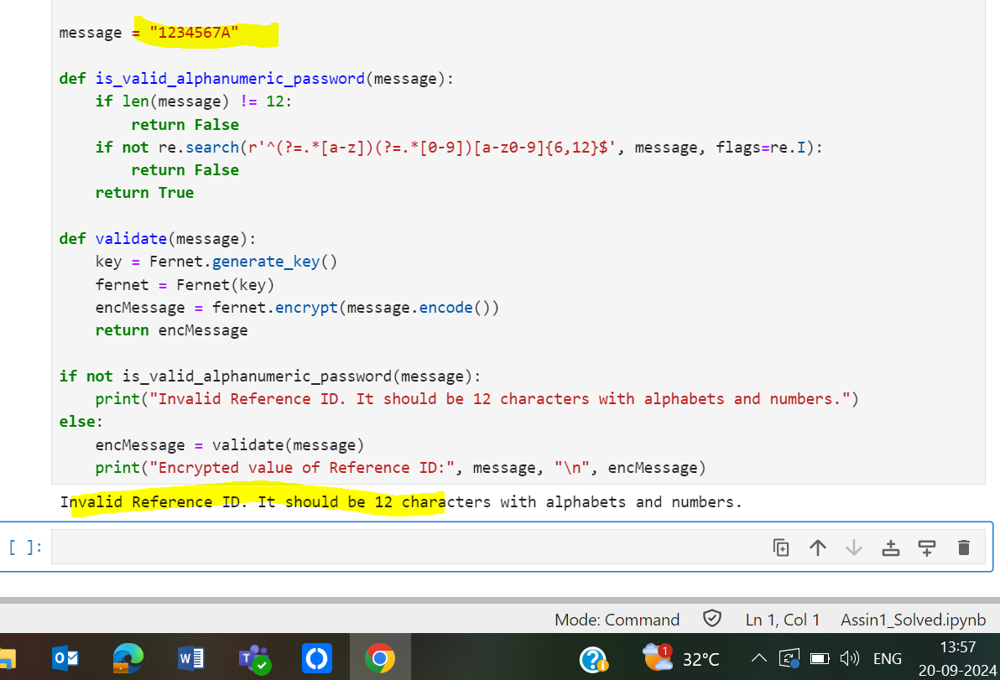 message = "1234567A"
def is_valid_alphanumeric_password(message):
    if len(message) != 12:
        return False
    if not re.search(r'^(?=.*[a-z])(?=.*[0-9])[a-z0-9]{6,12}$', message, flags=re.I):
        return False
    return True
def validate(message):
    key = Fernet.generate_key()
    fernet = Fernet(key)
    encMessage = fernet.encrypt(message.encode())
    return encMessage
if not is_valid_alphanumeric_password(message):
    print("Invalid Reference ID. It should be 12 characters with alphabets and numbers.")
else:
    encMessage = validate(message)
    print("Encrypted value of Reference ID:", message, "\n", encMessage)
Invalid Reference ID. It should be 12 characters with alphabets and numbers.
[ ]:
Mode: Command Ln 1, Col 1 Assin1_Solved.ipynb
1 32°C ENG 13:57
20-09-2024